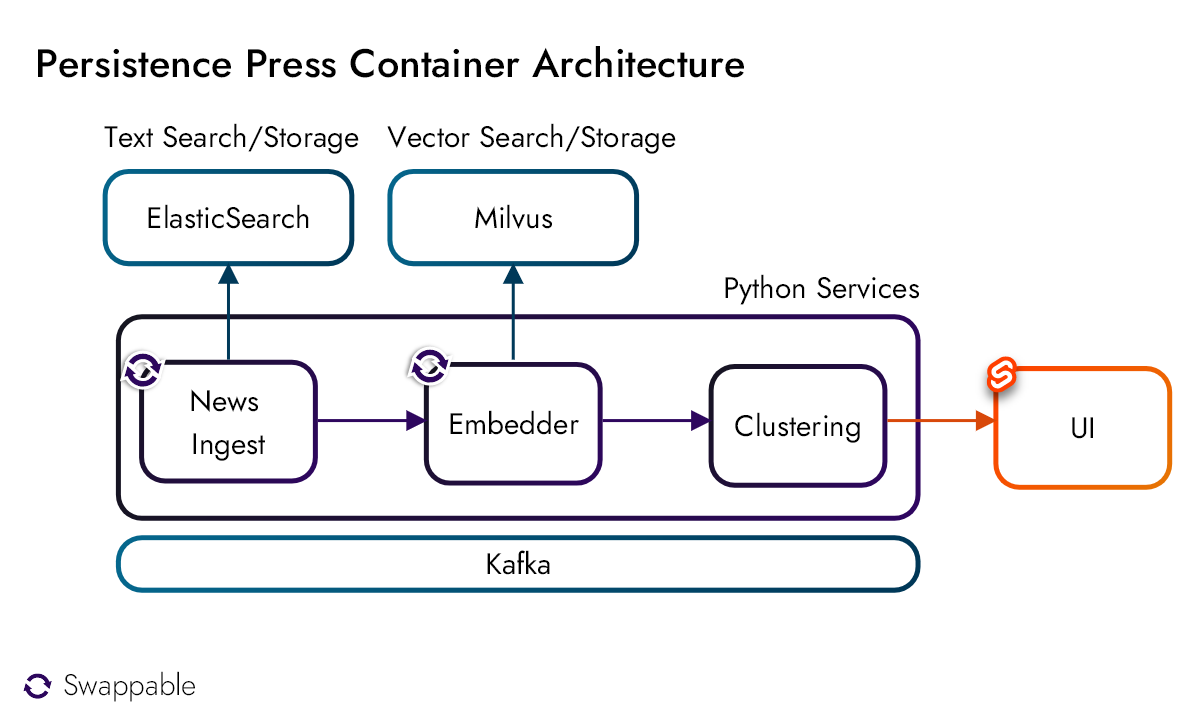 Persistence Press Container Architecture
Text Search/Storage
Vector Search/Storage
ElasticSearch
Milvus
Python Services
News
Ingest
Embedder
Clustering
UI
Kafka
Swappable